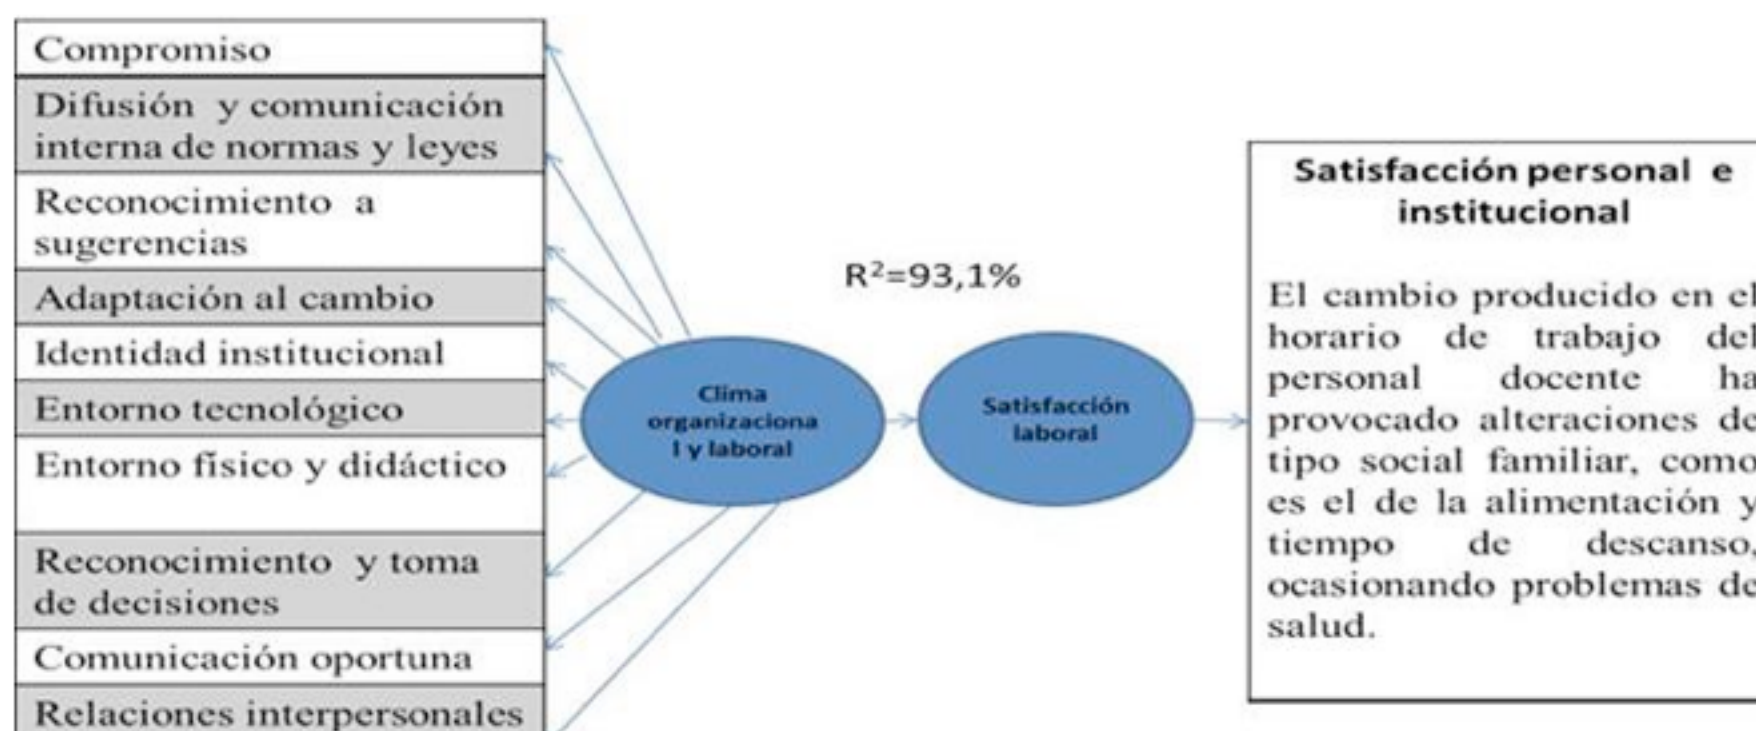 Compromiso
Difusión y comunicación
interna de normas y leyes
Reconocimiento a
sugerencias
Adaptación al cambio
Identidad institucional
Entorno tecnológico
Entorno físico y didáctico
Reconocimiento y toma
de decisiones
Comunicación oportuna
Relaciones interpersonales
R²=93,1%
Clima
organizaciona
l y laboral
Satisfacción
laboral
Satisfacción personal e
institucional
El cambio producido en el
horario de trabajo del
personal docente ha
provocado alteraciones de
tipo social familiar, como
es el de la alimentación y
tiempo de descanso,
ocasionando problemas de
salud.